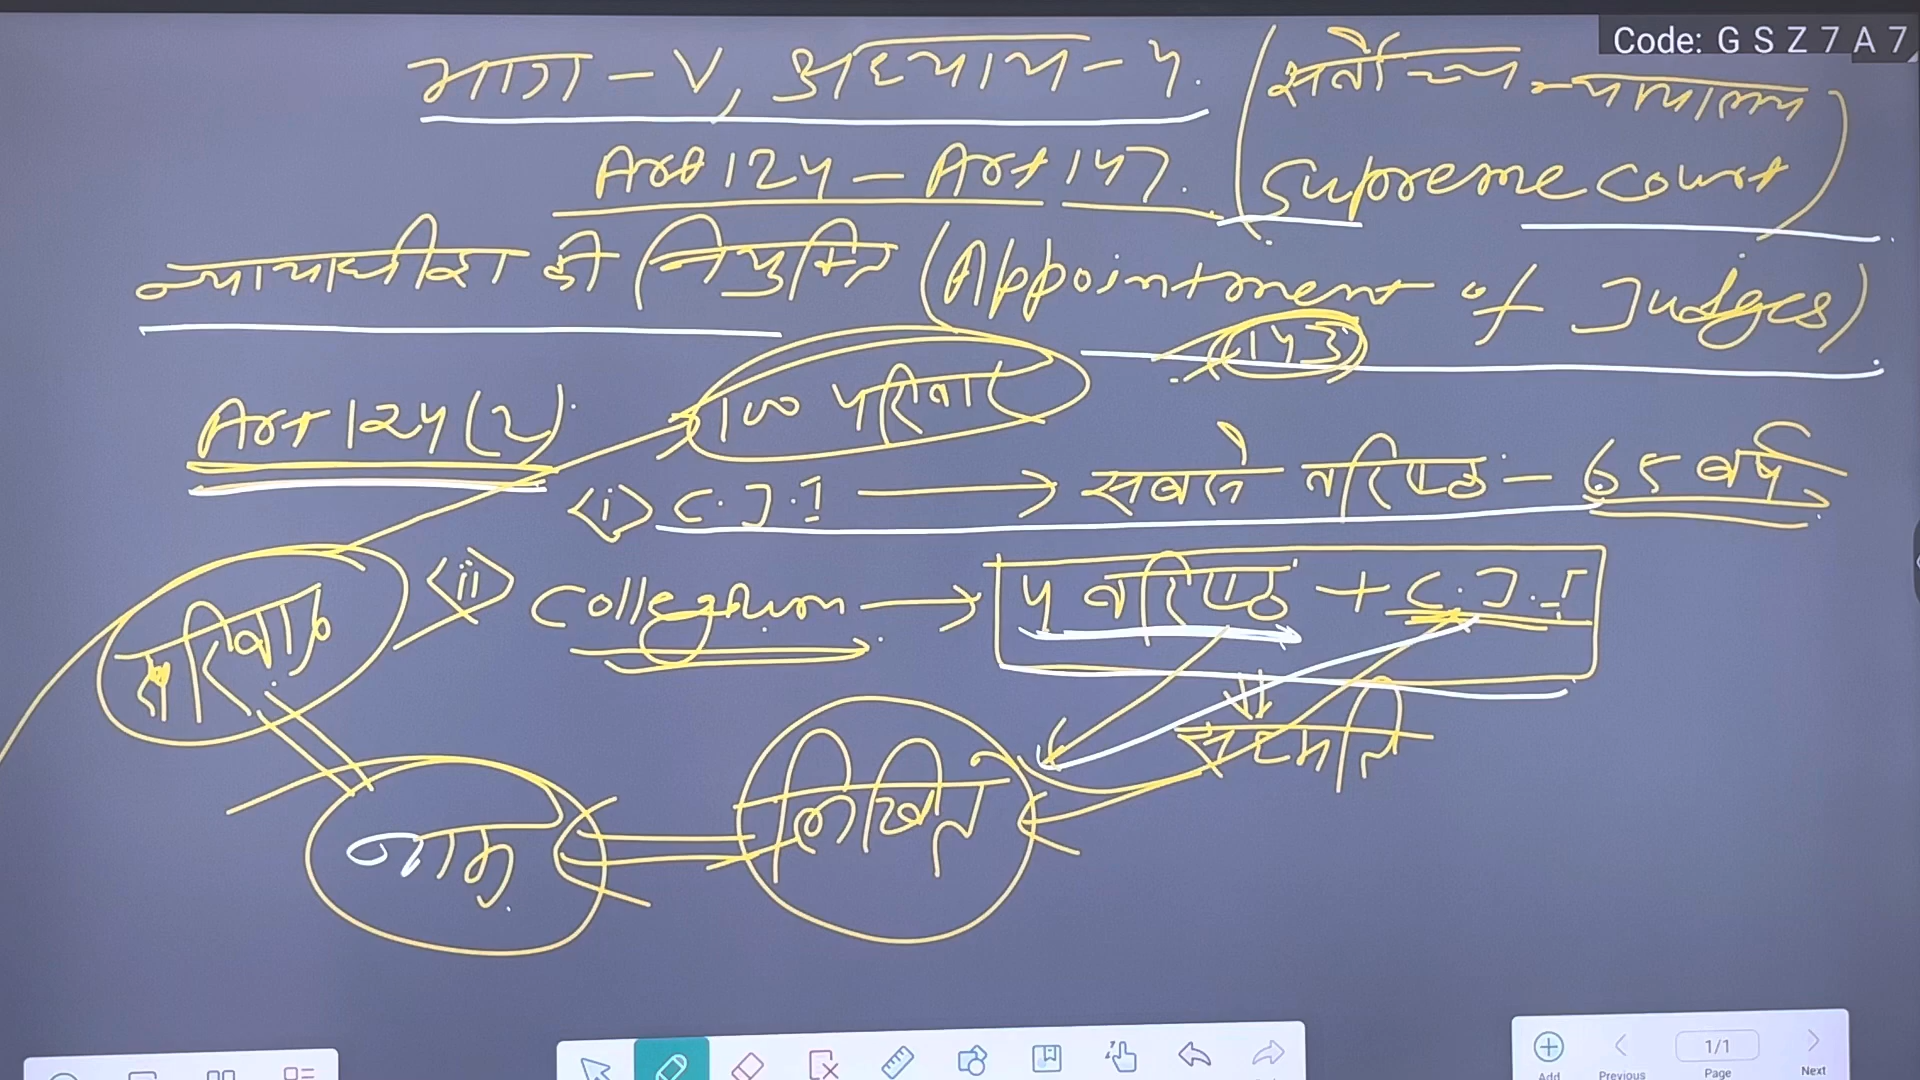 Code: G S Z 7 A 7
भाग - V, अध्याय - 4. (सर्वोच्च न्यायालय
Art 124 - Art 147. Supreme court)
न्यायाधीश की नियुक्ति (Appointment of Judges)
143
Art 124(2). 100 परिवार
(i) C.J.I → सबसे वरिष्ठ - 65 वर्ष
(ii) Collegium → 4 वरिष्ठ + C.J.I
परिवार
सहमति
लिखित
नाम
1/1
Add Previous Page Next